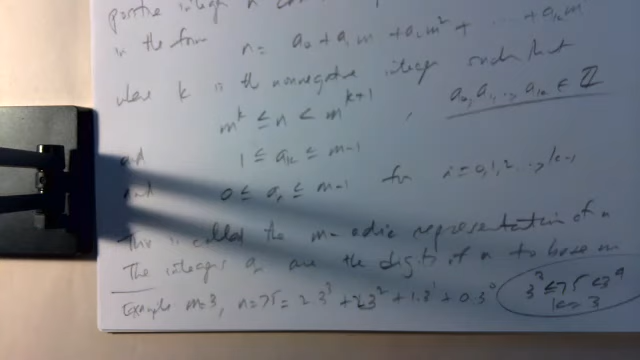 positive integer n
in the form n = a₀ + a₁m + a₂m² + ... + aₖm
where k is the nonnegative integer such that
mᵏ ≤ n < mᵏ⁺¹, a₀, a₁, ..., aₖ ∈ ℤ
and 1 ≤ aₖ ≤ m-1
and 0 ≤ aᵢ ≤ m-1 for i = 0,1,2,...,k-1
This is called the m-adic representation of n
The integers aᵢ are the digits of n to base m
Example m=3, n=75 = 2·3³ + 2·3² + 1·3¹ + 0·3⁰
3³ ≤ 75 < 3⁴
k = 3